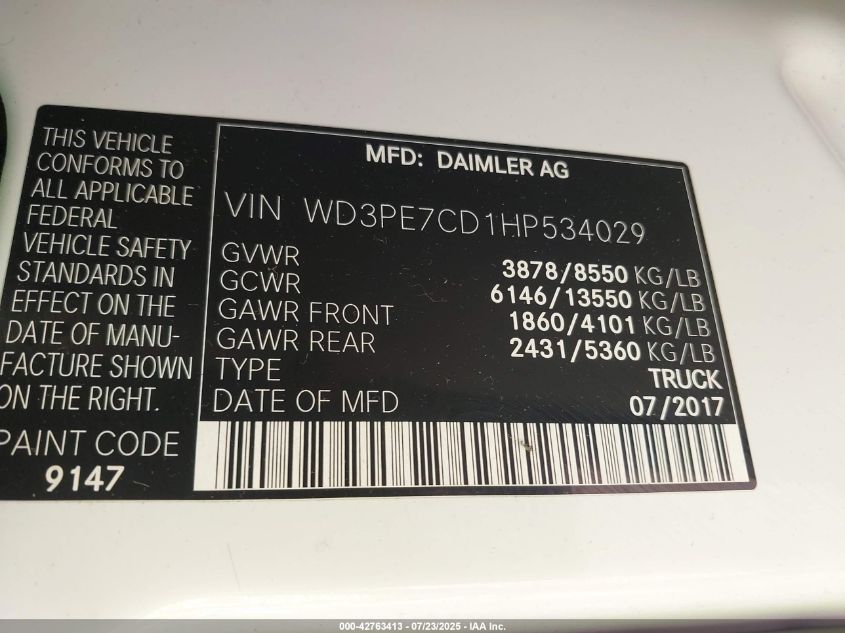 THIS VEHICLE
CONFORMS TO
ALL APPLICABLE
FEDERAL
VEHICLE SAFETY
STANDARDS IN
EFFECT ON THE
DATE OF MANU-
FACTURE SHOWN
ON THE RIGHT.
PAINT CODE
9147
MFD: DAIMLER AG
VIN WD3PE7CD1HP534029
GVWR 3878/8550 KG/LB
GCWR 6146/13550 KG/LB
GAWR FRONT 1860/4101 KG/LB
GAWR REAR 2431/5360 KG/LB
TYPE TRUCK
DATE OF MFD 07/2017
000-42763413 - 07/23/2025 - IAA Inc.